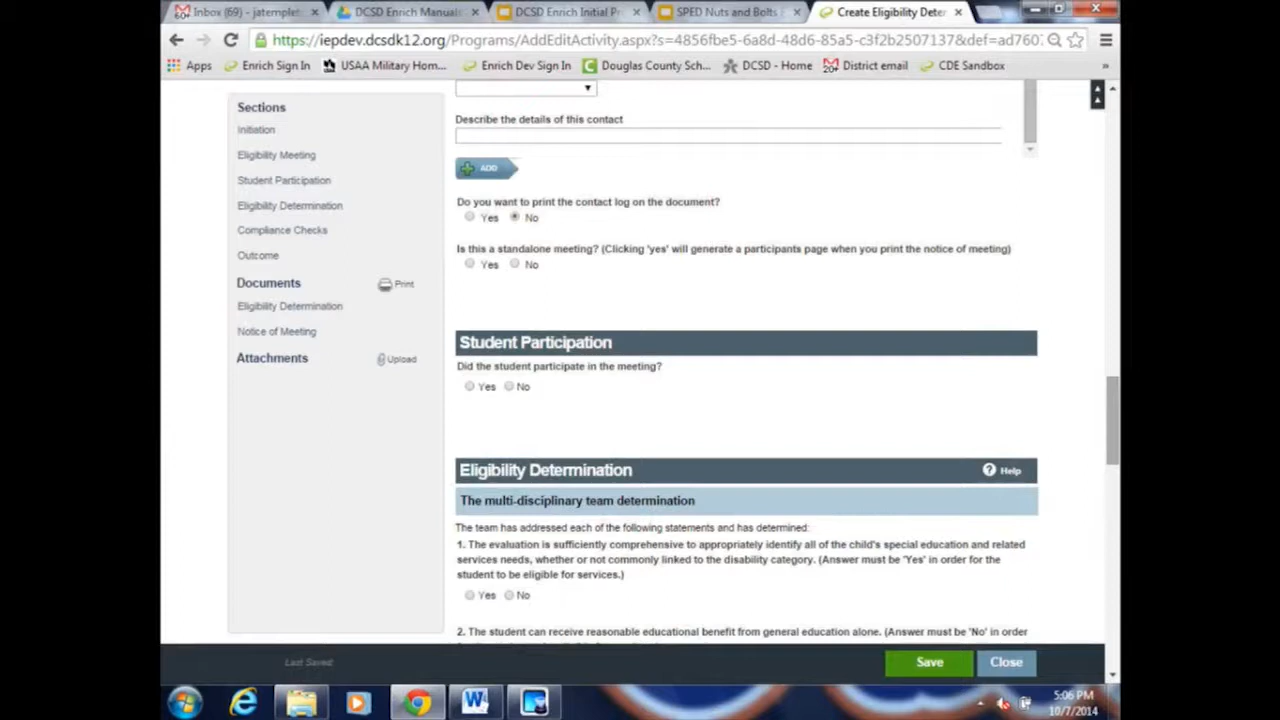 Inbox (69) - jatemplet
DCSD Enrich Manuals
DCSD Enrich Initial Pr
SPED Nuts and Bolts
Create Eligibility Deter
https://iepdev.dcsdk12.org/Programs/AddEditActivity.aspx?s=4856fbe5-6a8d-48d6-85a5-c3f2b2507137&def=ad760
Apps
Enrich Sign In
USAA Military Hom...
Enrich Dev Sign In
Douglas County Sch...
DCSD - Home
District email
CDE Sandbox
»
Sections
Initiation
Eligibility Meeting
Student Participation
Eligibility Determination
Compliance Checks
Outcome
Documents
Print
Eligibility Determination
Notice of Meeting
Attachments
Upload
Describe the details of this contact
ADD
Do you want to print the contact log on the document?
Yes No
Is this a standalone meeting? (Clicking 'yes' will generate a participants page when you print the notice of meeting)
Yes No
Student Participation
Did the student participate in the meeting?
Yes No
Eligibility Determination
? Help
The multi-disciplinary team determination
The team has addressed each of the following statements and has determined:
1. The evaluation is sufficiently comprehensive to appropriately identify all of the child's special education and related
services needs, whether or not commonly linked to the disability category. (Answer must be 'Yes' in order for the
student to be eligible for services.)
Yes No
2. The student can receive reasonable educational benefit from general education alone. (Answer must be 'No' in order
Last Saved:
Save
Close
5:06 PM
10/7/2014